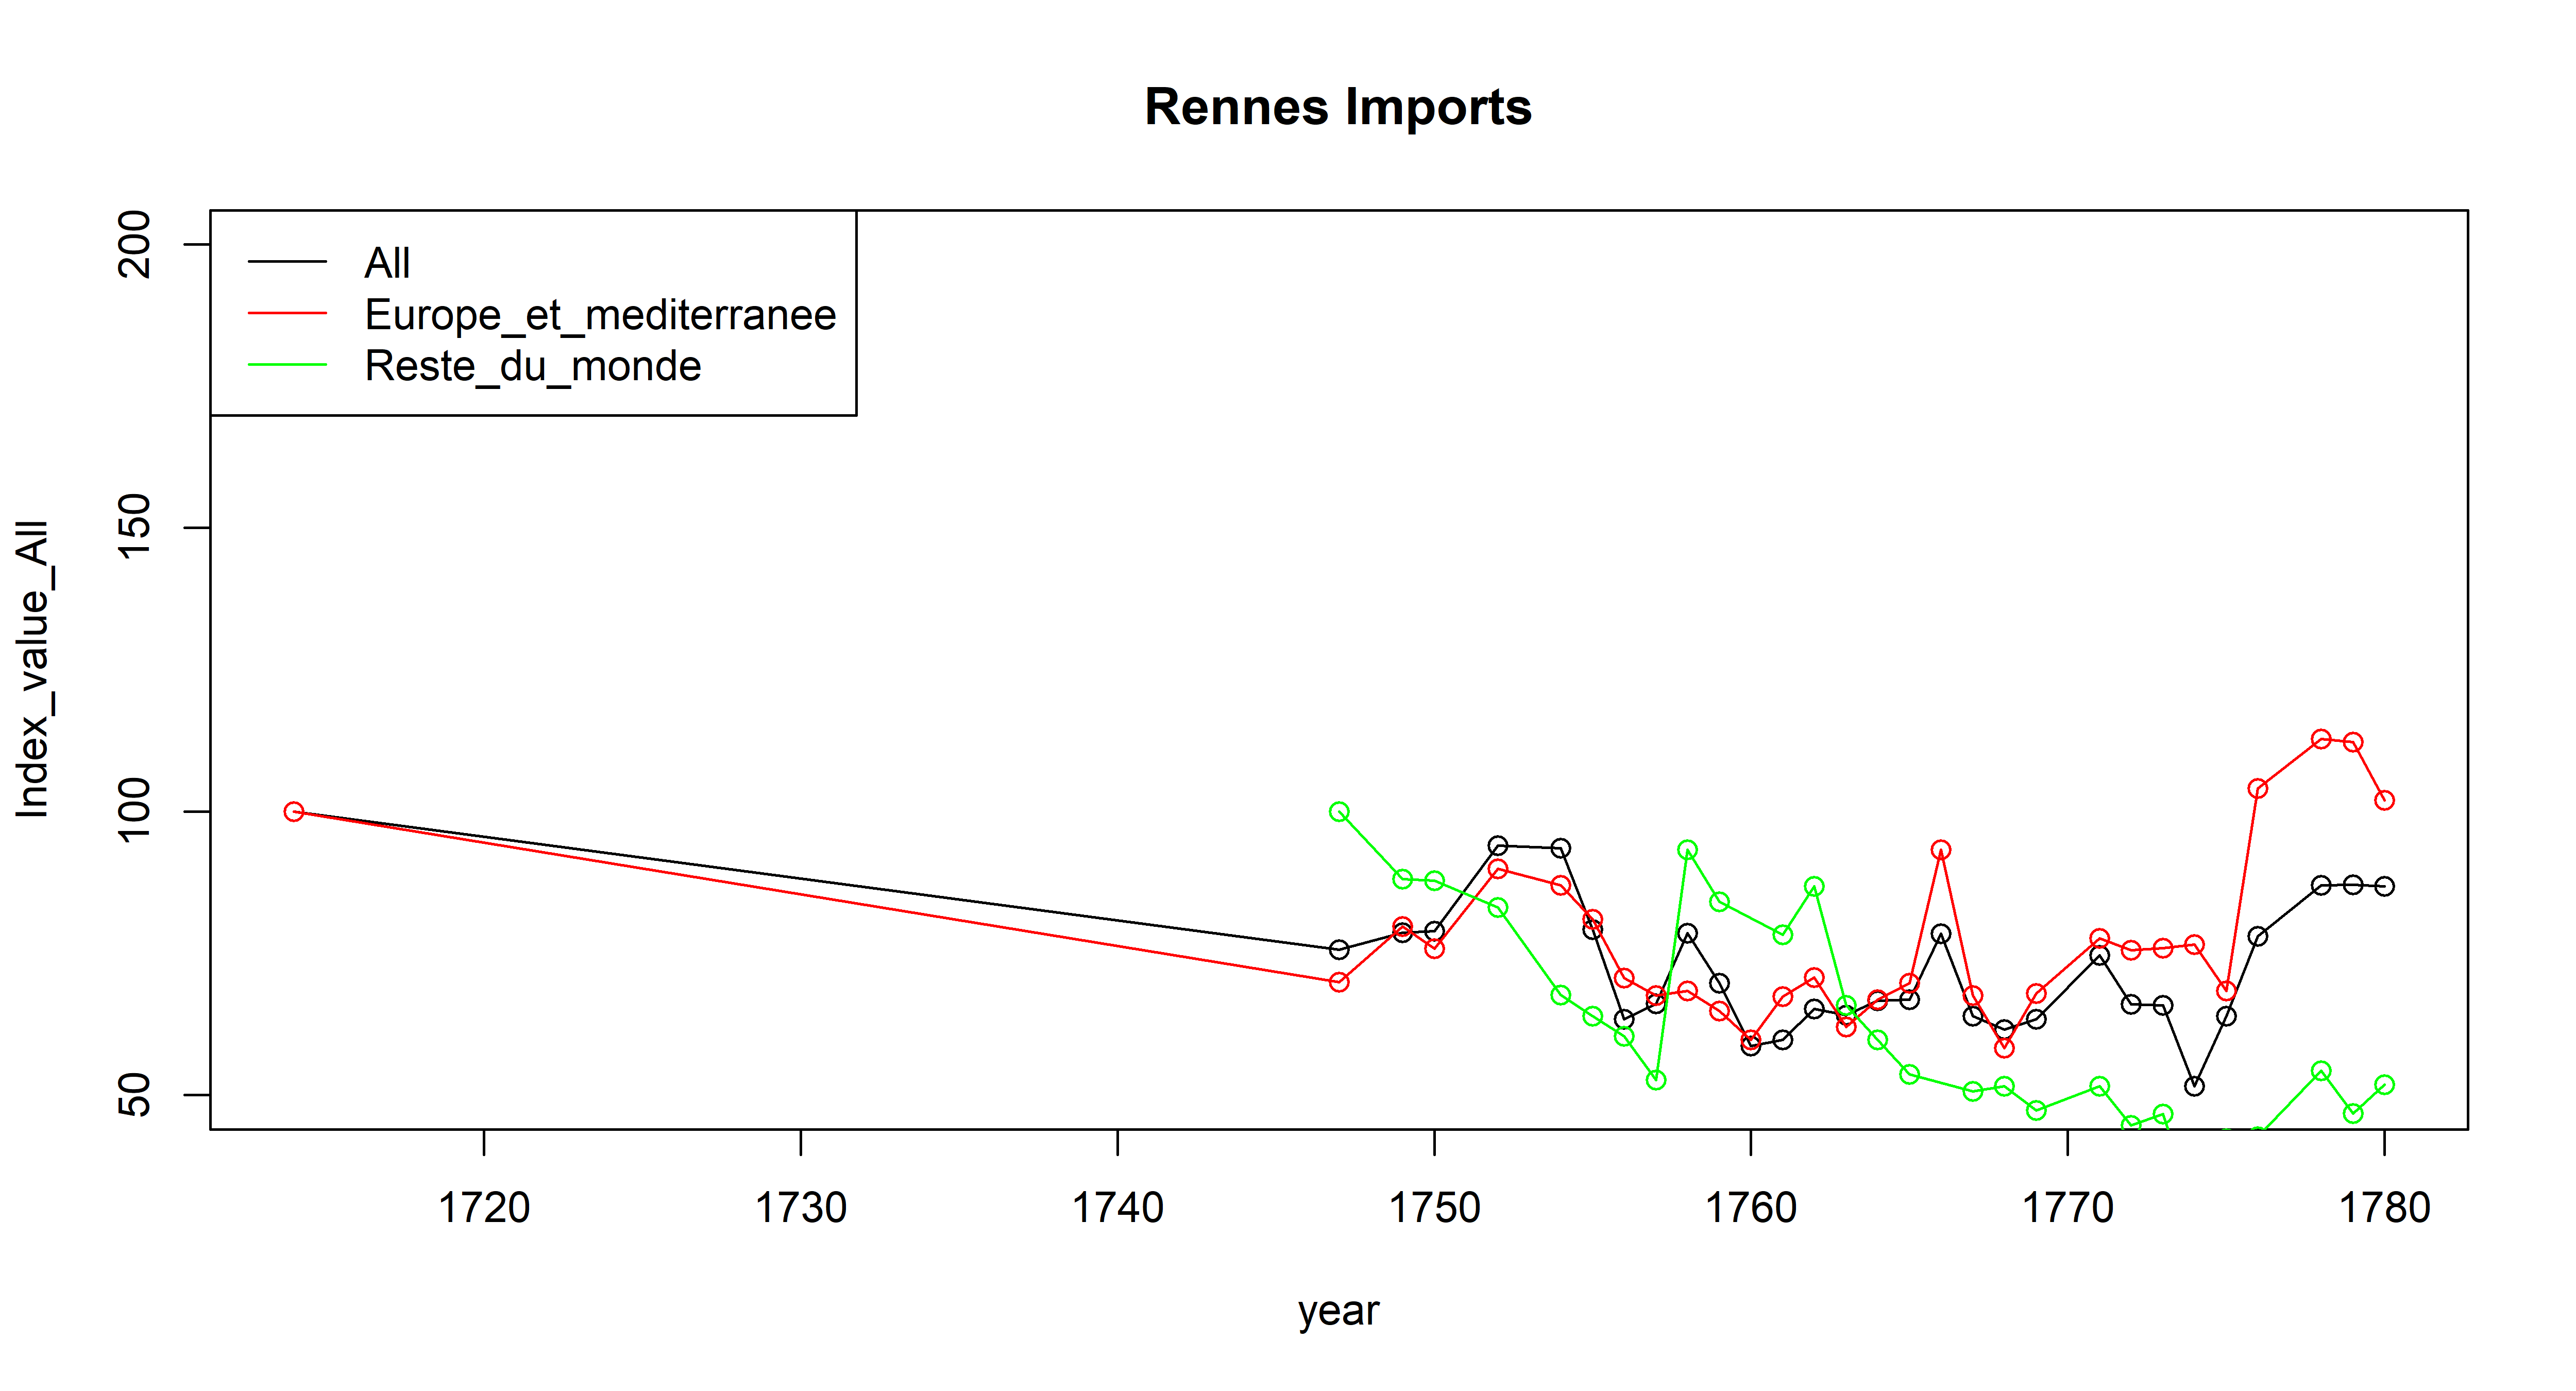 Rennes Imports
All
Europe_et_mediterranee
Reste_du_monde
Index_value_All
200
150
100
50
1720 1730 1740 1750 1760 1770 1780
year